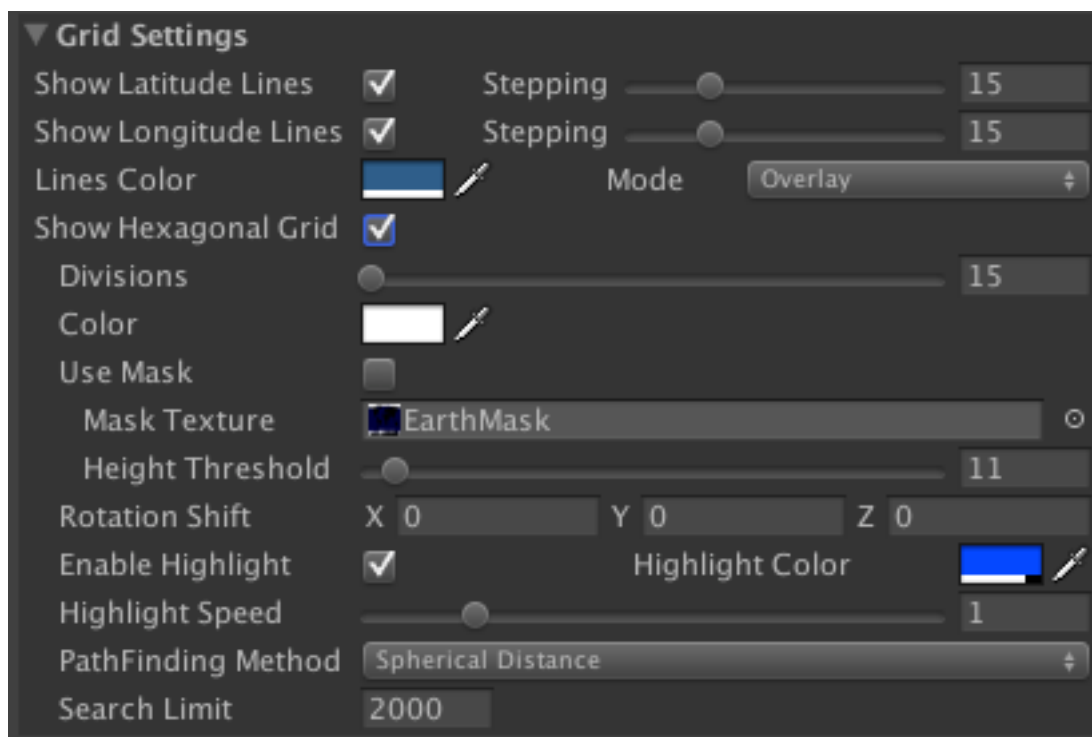 Grid Settings
Show Latitude Lines Stepping 15
Show Longitude Lines Stepping 15
Lines Color Mode Overlay
Show Hexagonal Grid
Divisions 15
Color
Use Mask
Mask Texture EarthMask
Height Threshold 11
Rotation Shift X 0 Y 0 Z 0
Enable Highlight Highlight Color
Highlight Speed 1
PathFinding Method Spherical Distance
Search Limit 2000